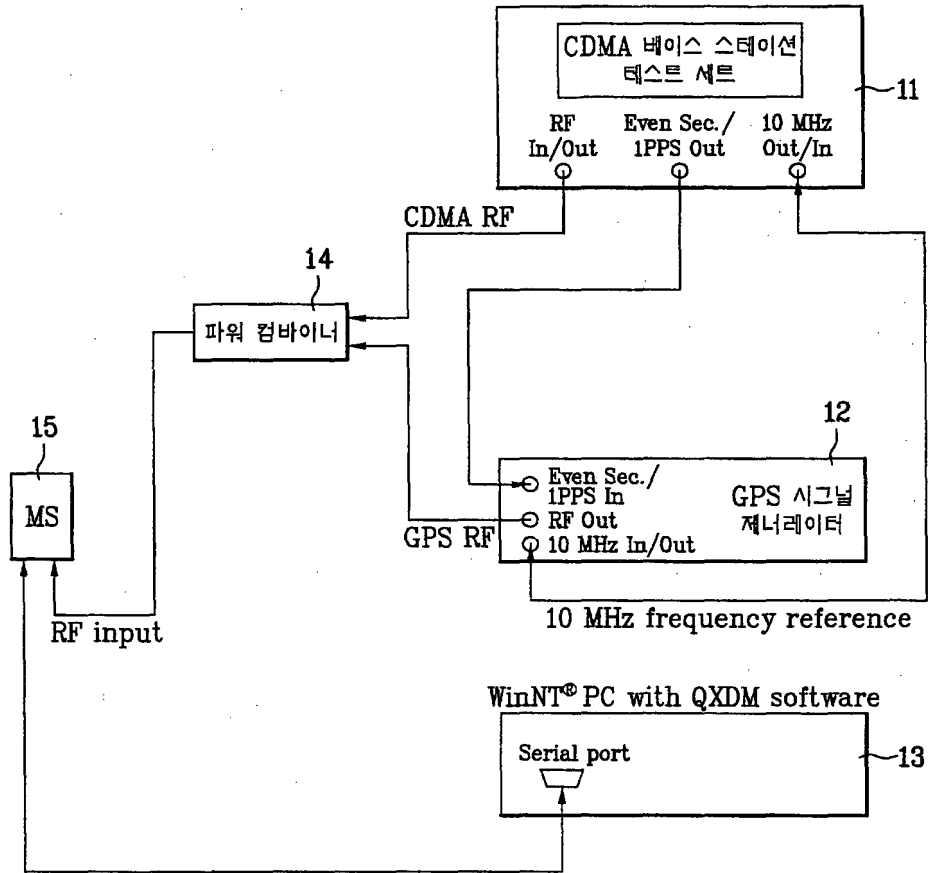 CDMA 베이스 스테이션
테스트 세트
11
RF
In/Out
Even Sec./
1PPS Out
10 MHz
Out/In
CDMA RF
14
파워 컴바이너
15
MS
12
Even Sec./
1PPS In
RF Out
10 MHz In/Out
GPS 시그널
제너레이터
GPS RF
RF input
10 MHz frequency reference
WinNT® PC with QXDM software
Serial port
13